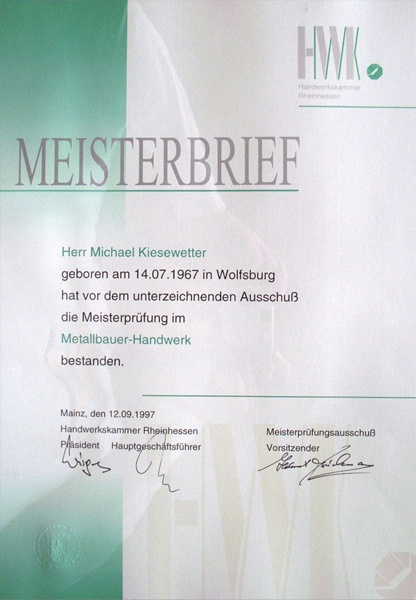 HWK
Handwerkskammer
Rheinhessen
MEISTERBRIEF
Herr Michael Kiesewetter
geboren am 14.07.1967 in Wolfsburg
hat vor dem unterzeichnenden Ausschuß
die Meisterprüfung im
Metallbauer-Handwerk
bestanden.
Mainz, den 12.09.1997
Handwerkskammer Rheinhessen
Präsident Hauptgeschäftsführer
Meisterprüfungsausschuß
Vorsitzender
HWK